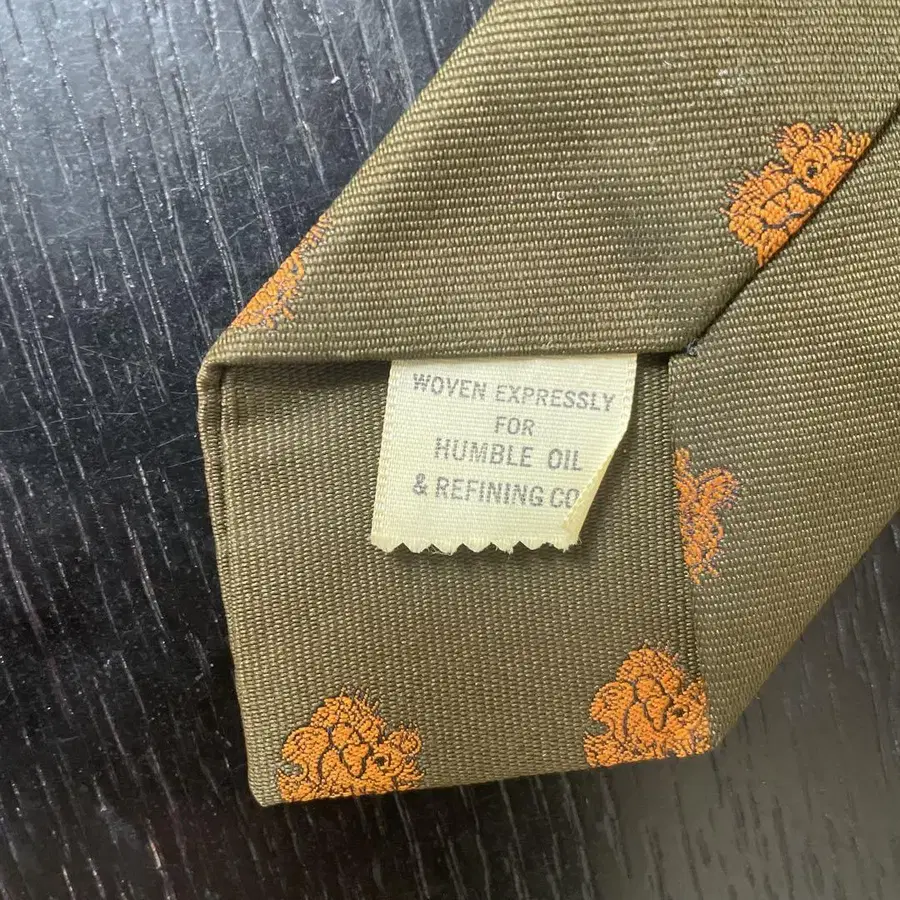 WOVEN EXPRESSLY
FOR
HUMBLE OIL
& REFINING CO